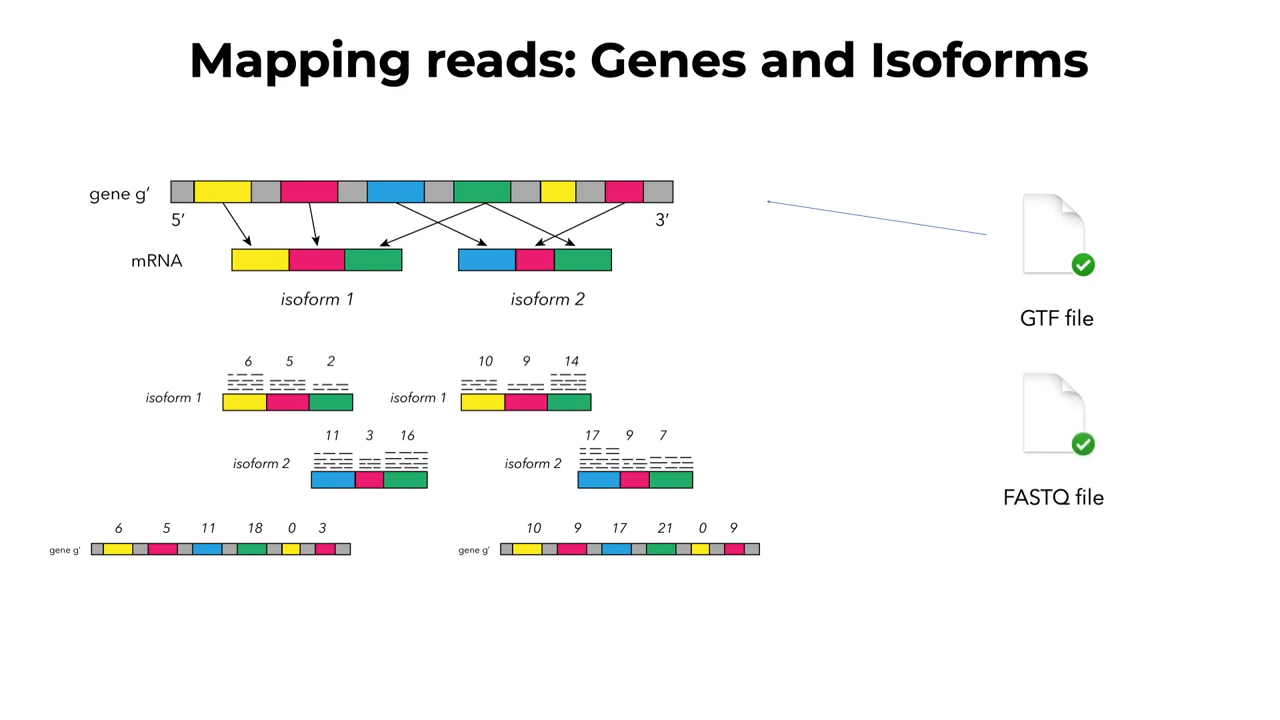 Mapping reads: Genes and Isoforms
gene g’
5’
3’
mRNA
isoform 1
isoform 2
GTF file
6 5 2
10 9 14
isoform 1
isoform 1
11 3 16
17 9 7
isoform 2
isoform 2
FASTQ file
6 5 11 18 0 3
gene g’
10 9 17 21 0 9
gene g’